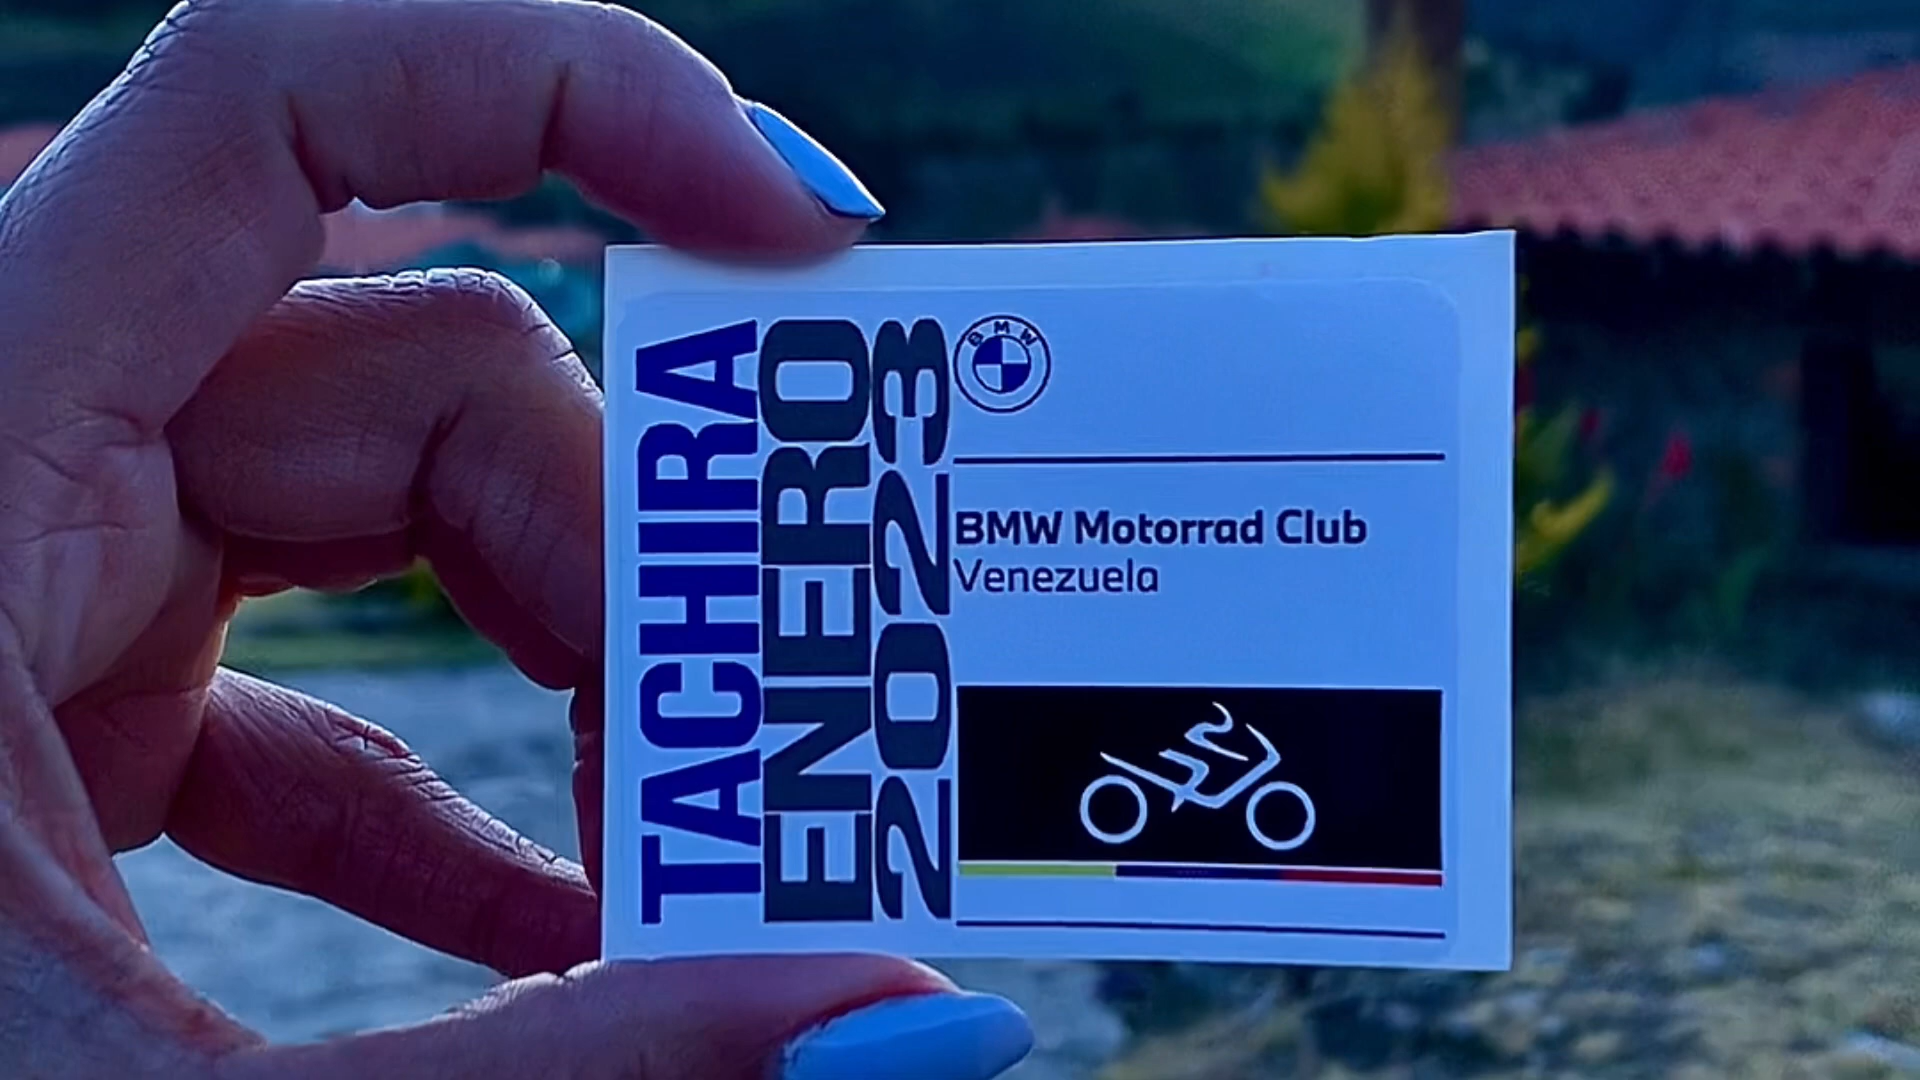 TACHIRA
ENERO
2023
BMW
BMW Motorrad Club
Venezuela